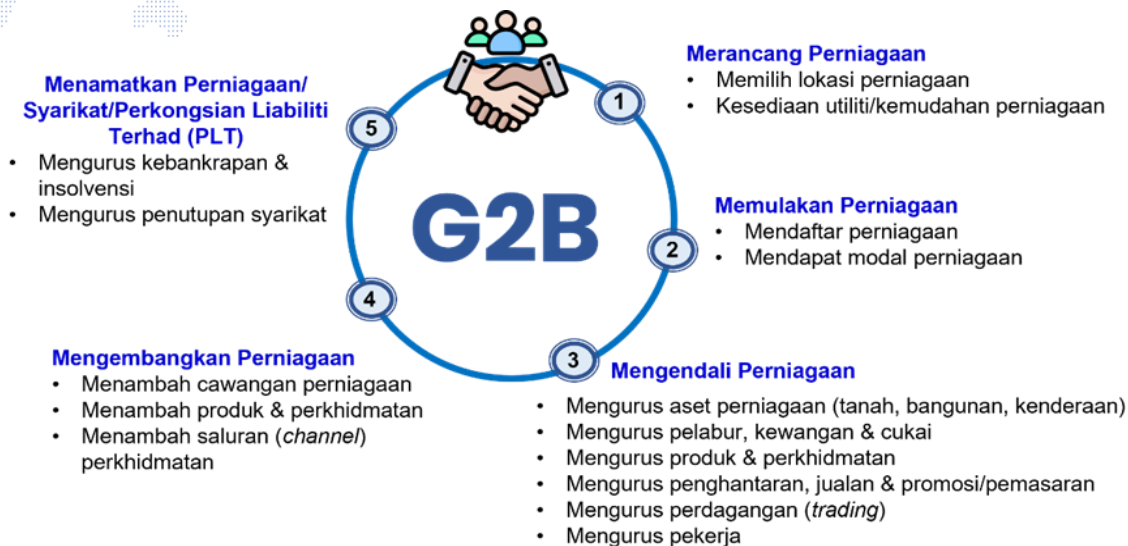 Merancang Perniagaan
• Memilih lokasi perniagaan
• Kesediaan utiliti/kemudahan perniagaan
1
Memulakan Perniagaan
• Mendaftar perniagaan
• Mendapat modal perniagaan
2
Mengendali Perniagaan
• Mengurus aset perniagaan (tanah, bangunan, kenderaan)
• Mengurus pelabur, kewangan & cukai
• Mengurus produk & perkhidmatan
• Mengurus penghantaran, jualan & promosi/pemasaran
• Mengurus perdagangan (trading)
• Mengurus pekerja
3
Mengembangkan Perniagaan
• Menambah cawangan perniagaan
• Menambah produk & perkhidmatan
• Menambah saluran (channel)
perkhidmatan
4
Menamatkan Perniagaan/
Syarikat/Perkongsian Liabiliti
Terhad (PLT)
• Mengurus kebankrapan &
insolvensi
• Mengurus penutupan syarikat
5
G2B